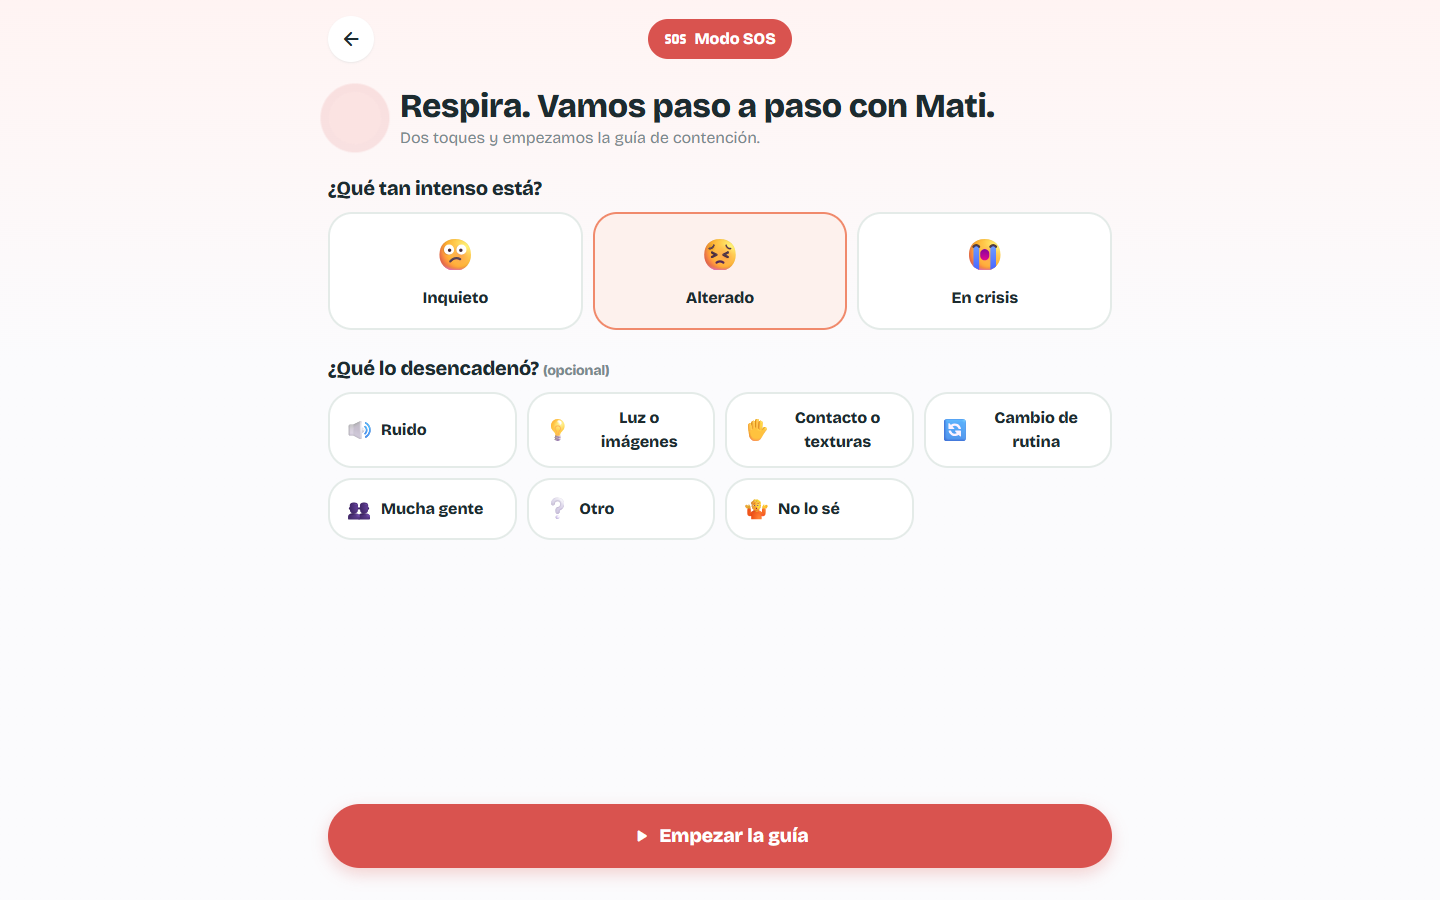 SOS Modo SOS
Respira. Vamos paso a paso con Mati.
Dos toques y empezamos la guía de contención.
¿Qué tan intenso está?
Inquieto
Alterado
En crisis
¿Qué lo desencadenó? (opcional)
Ruido
Luz o
imágenes
Contacto o
texturas
Cambio de
rutina
Mucha gente
Otro
No lo sé
Empezar la guía